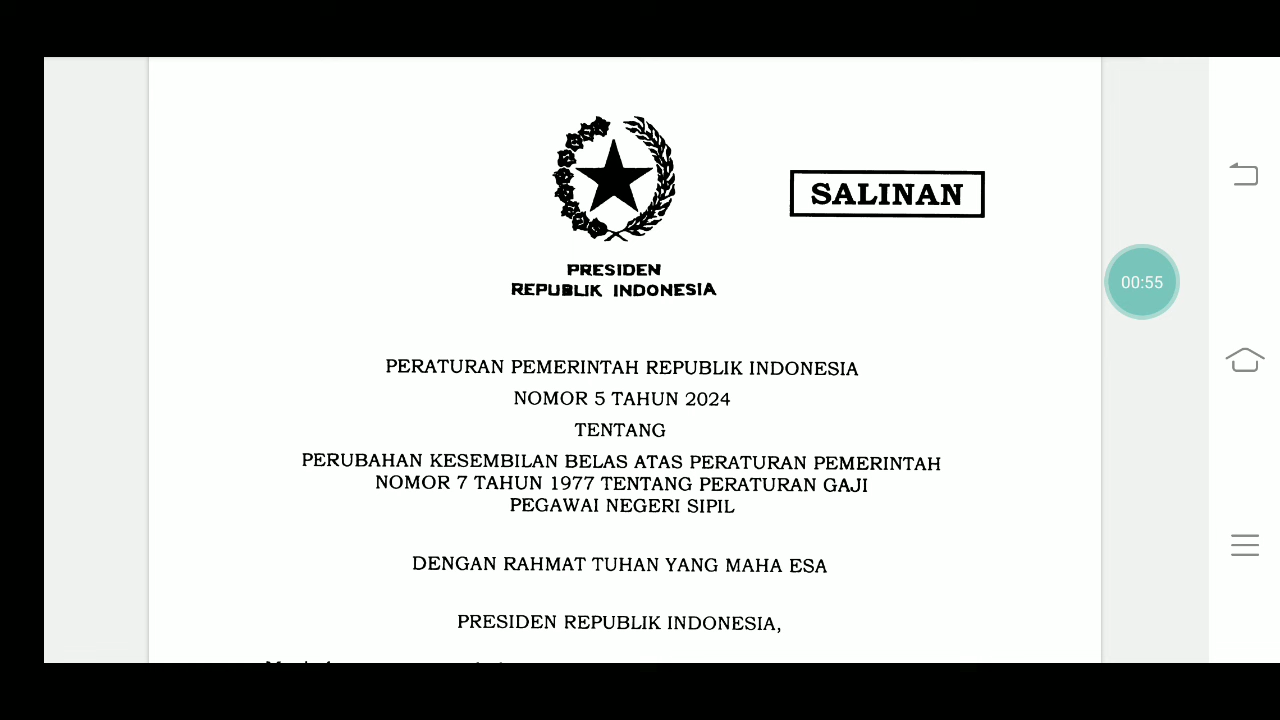 SALINAN
PRESIDEN
REPUBLIK INDONESIA
00:55
PERATURAN PEMERINTAH REPUBLIK INDONESIA
NOMOR 5 TAHUN 2024
TENTANG
PERUBAHAN KESEMBILAN BELAS ATAS PERATURAN PEMERINTAH
NOMOR 7 TAHUN 1977 TENTANG PERATURAN GAJI
PEGAWAI NEGERI SIPIL
DENGAN RAHMAT TUHAN YANG MAHA ESA
PRESIDEN REPUBLIK INDONESIA,